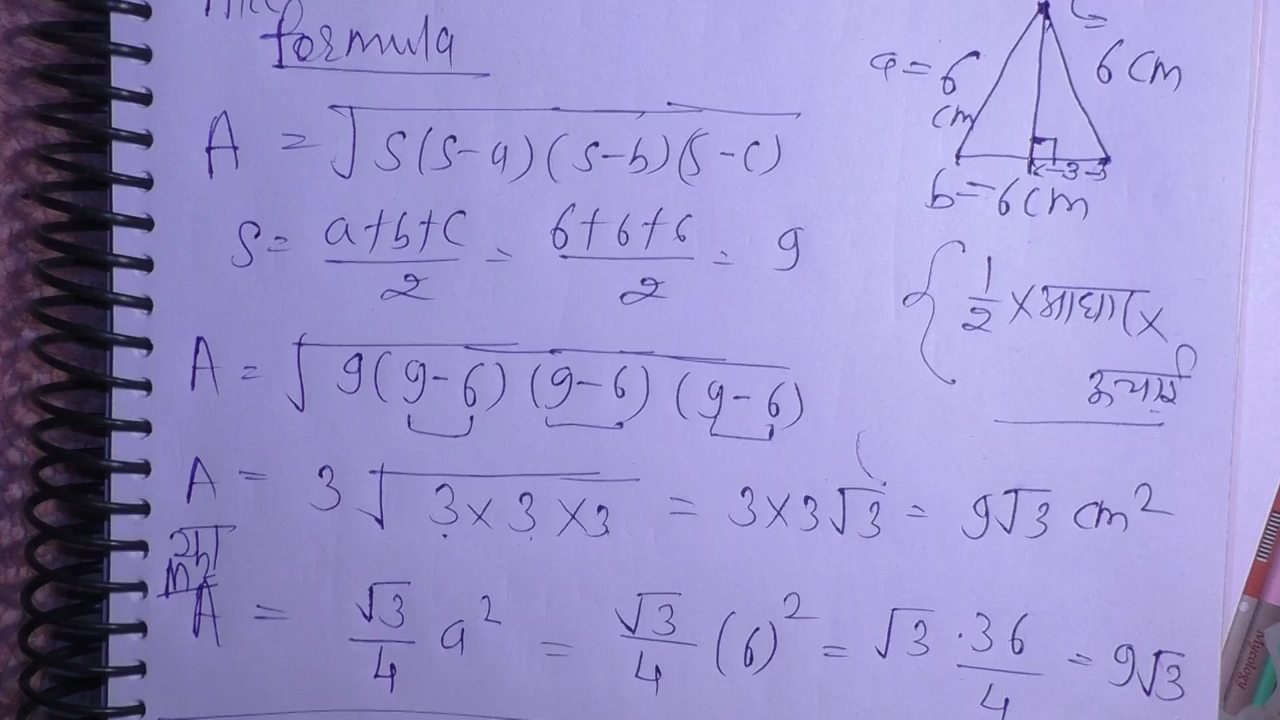 formula
A = √S(S-a)(S-b)(S-c)
S = a+b+c/2 = 6+6+6/2 = 9
A = √9(9-6)(9-6)(9-6)
A = 3√3×3×3 = 3×3√3 = 9√3 cm²
या
A = √3/4 a² = √3/4 (6)² = √3 · 36/4 = 9√3
a = 6 cm
6 cm
b = 6 cm
1/2 × आधार ×
ऊचाई
Mycology